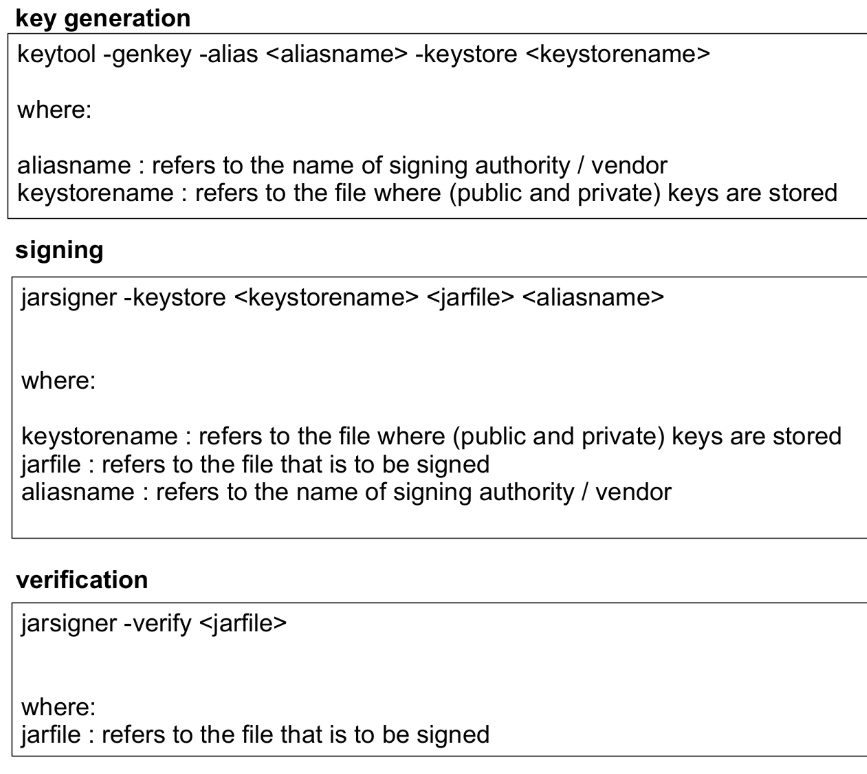 key generation
keytool -genkey -alias <aliasname> -keystore <keystorename>
where:
aliasname : refers to the name of signing authority / vendor
keystorename : refers to the file where (public and private) keys are stored
signing
jarsigner -keystore <keystorename> <jarfile> <aliasname>
where:
keystorename : refers to the file where (public and private) keys are stored
jarfile : refers to the file that is to be signed
aliasname : refers to the name of signing authority / vendor
verification
jarsigner -verify <jarfile>
where:
jarfile : refers to the file that is to be signed